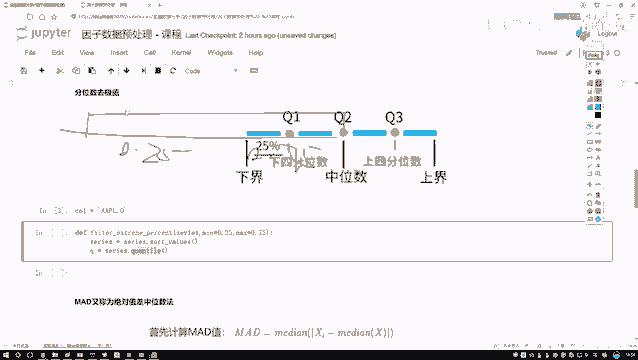 jupyter 因子数据预处理 - 课程 Last Checkpoint: 2 hours ago (unsaved changes)
Logout
File Edit View Insert Cell Kernel Widgets Help
Trusted
Code
分位数去极值
Q1 Q2 Q3
25%
下四分位数 上四分位数
下界 中位数 上界
0.25
In [3]: col = 'AAPL.O'
In [ ]: def filter_extreme_percentile(series,min=0.25,max=0.75):
series = series.sort_values()
q = series.quantile()
In [ ]:
MAD又称为绝对值差中位数法
首先计算MAD值: MAD = median(|X_i − median(X)|)